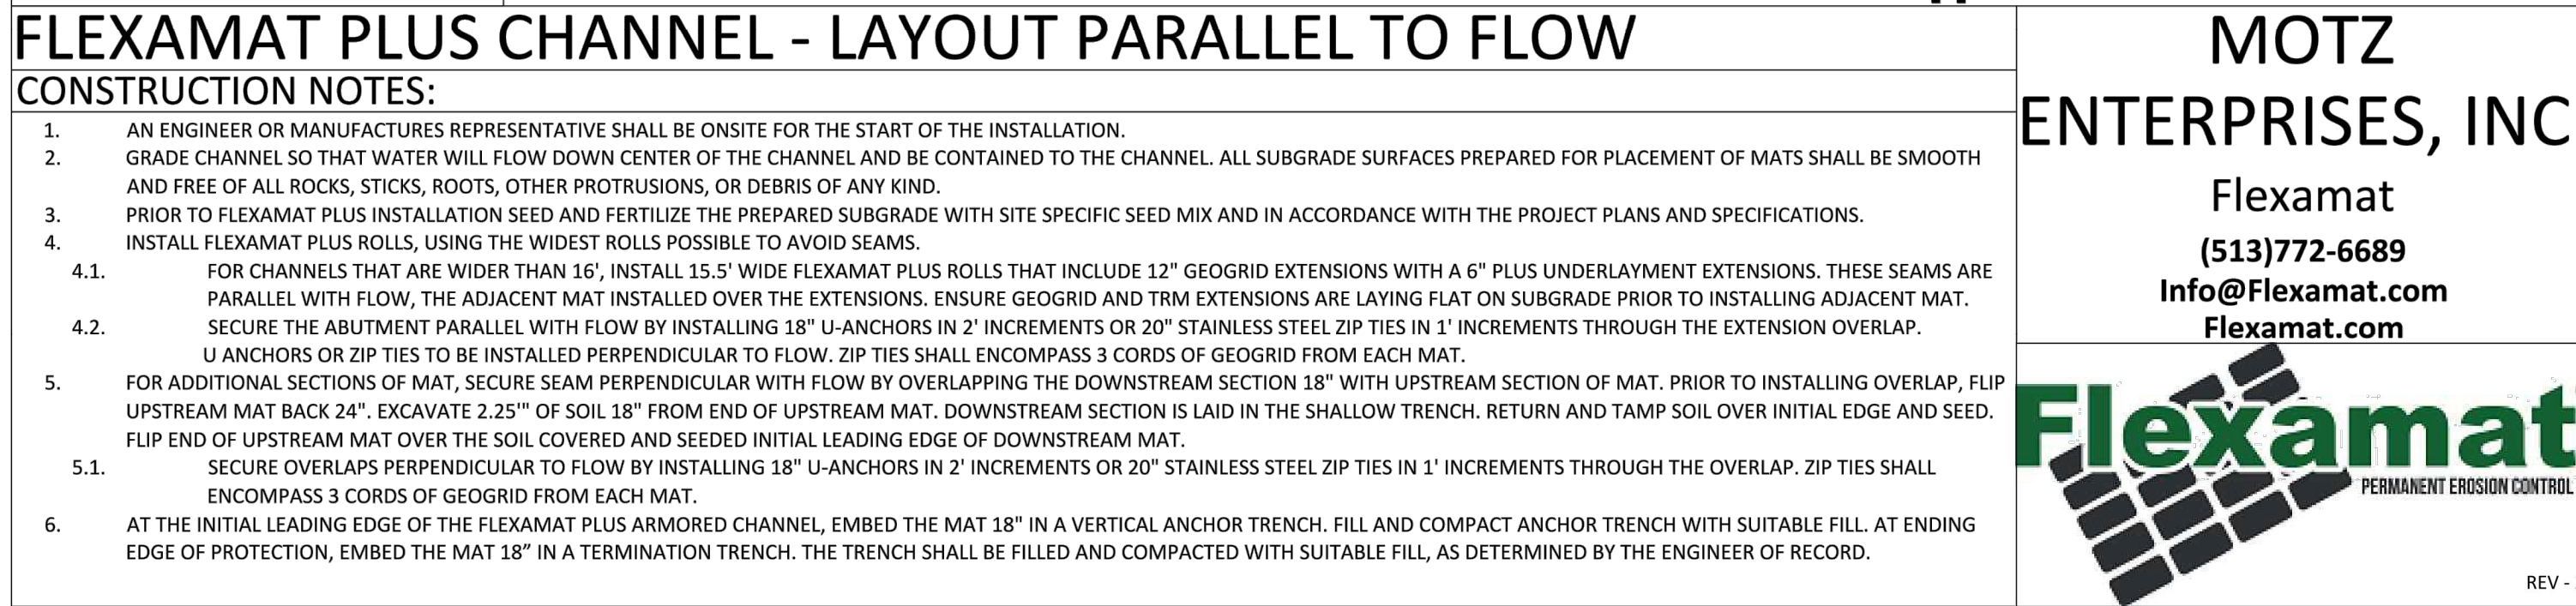 FLEXAMAT PLUS CHANNEL - LAYOUT PARALLEL TO FLOW
CONSTRUCTION NOTES:
1. AN ENGINEER OR MANUFACTURES REPRESENTATIVE SHALL BE ONSITE FOR THE START OF THE INSTALLATION.
2. GRADE CHANNEL SO THAT WATER WILL FLOW DOWN CENTER OF THE CHANNEL AND BE CONTAINED TO THE CHANNEL. ALL SUBGRADE SURFACES PREPARED FOR PLACEMENT OF MATS SHALL BE SMOOTH
AND FREE OF ALL ROCKS, STICKS, ROOTS, OTHER PROTRUSIONS, OR DEBRIS OF ANY KIND.
3. PRIOR TO FLEXAMAT PLUS INSTALLATION SEED AND FERTILIZE THE PREPARED SUBGRADE WITH SITE SPECIFIC SEED MIX AND IN ACCORDANCE WITH THE PROJECT PLANS AND SPECIFICATIONS.
4. INSTALL FLEXAMAT PLUS ROLLS, USING THE WIDEST ROLLS POSSIBLE TO AVOID SEAMS.
4.1. FOR CHANNELS THAT ARE WIDER THAN 16', INSTALL 15.5' WIDE FLEXAMAT PLUS ROLLS THAT INCLUDE 12" GEOGRID EXTENSIONS WITH A 6" PLUS UNDERLAYMENT EXTENSIONS. THESE SEAMS ARE
PARALLEL WITH FLOW, THE ADJACENT MAT INSTALLED OVER THE EXTENSIONS. ENSURE GEOGRID AND TRM EXTENSIONS ARE LAYING FLAT ON SUBGRADE PRIOR TO INSTALLING ADJACENT MAT.
4.2. SECURE THE ABUTMENT PARALLEL WITH FLOW BY INSTALLING 18" U-ANCHORS IN 2' INCREMENTS OR 20" STAINLESS STEEL ZIP TIES IN 1' INCREMENTS THROUGH THE EXTENSION OVERLAP.
U ANCHORS OR ZIP TIES TO BE INSTALLED PERPENDICULAR TO FLOW. ZIP TIES SHALL ENCOMPASS 3 CORDS OF GEOGRID FROM EACH MAT.
5. FOR ADDITIONAL SECTIONS OF MAT, SECURE SEAM PERPENDICULAR WITH FLOW BY OVERLAPPING THE DOWNSTREAM SECTION 18" WITH UPSTREAM SECTION OF MAT. PRIOR TO INSTALLING OVERLAP, FLIP
UPSTREAM MAT BACK 24". EXCAVATE 2.25'" OF SOIL 18" FROM END OF UPSTREAM MAT. DOWNSTREAM SECTION IS LAID IN THE SHALLOW TRENCH. RETURN AND TAMP SOIL OVER INITIAL EDGE AND SEED.
FLIP END OF UPSTREAM MAT OVER THE SOIL COVERED AND SEEDED INITIAL LEADING EDGE OF DOWNSTREAM MAT.
5.1. SECURE OVERLAPS PERPENDICULAR TO FLOW BY INSTALLING 18" U-ANCHORS IN 2' INCREMENTS OR 20" STAINLESS STEEL ZIP TIES IN 1' INCREMENTS THROUGH THE OVERLAP. ZIP TIES SHALL
ENCOMPASS 3 CORDS OF GEOGRID FROM EACH MAT.
6. AT THE INITIAL LEADING EDGE OF THE FLEXAMAT PLUS ARMORED CHANNEL, EMBED THE MAT 18" IN A VERTICAL ANCHOR TRENCH. FILL AND COMPACT ANCHOR TRENCH WITH SUITABLE FILL. AT ENDING
EDGE OF PROTECTION, EMBED THE MAT 18” IN A TERMINATION TRENCH. THE TRENCH SHALL BE FILLED AND COMPACTED WITH SUITABLE FILL, AS DETERMINED BY THE ENGINEER OF RECORD.
MOTZ
ENTERPRISES, INC
Flexamat
(513)772-6689
Info@Flexamat.com
Flexamat.com
Flexamat
PERMANENT EROSION CONTROL
REV -